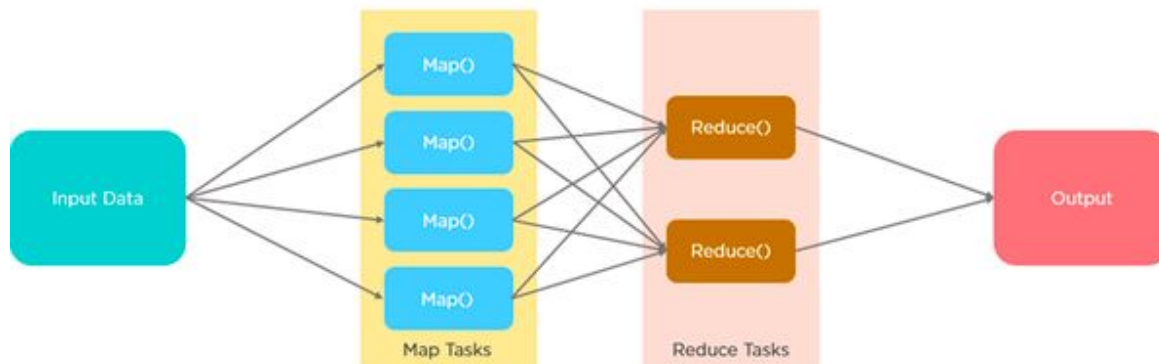 Input Data
Map()
Map()
Map()
Map()
Map Tasks
Reduce()
Reduce()
Reduce Tasks
Output